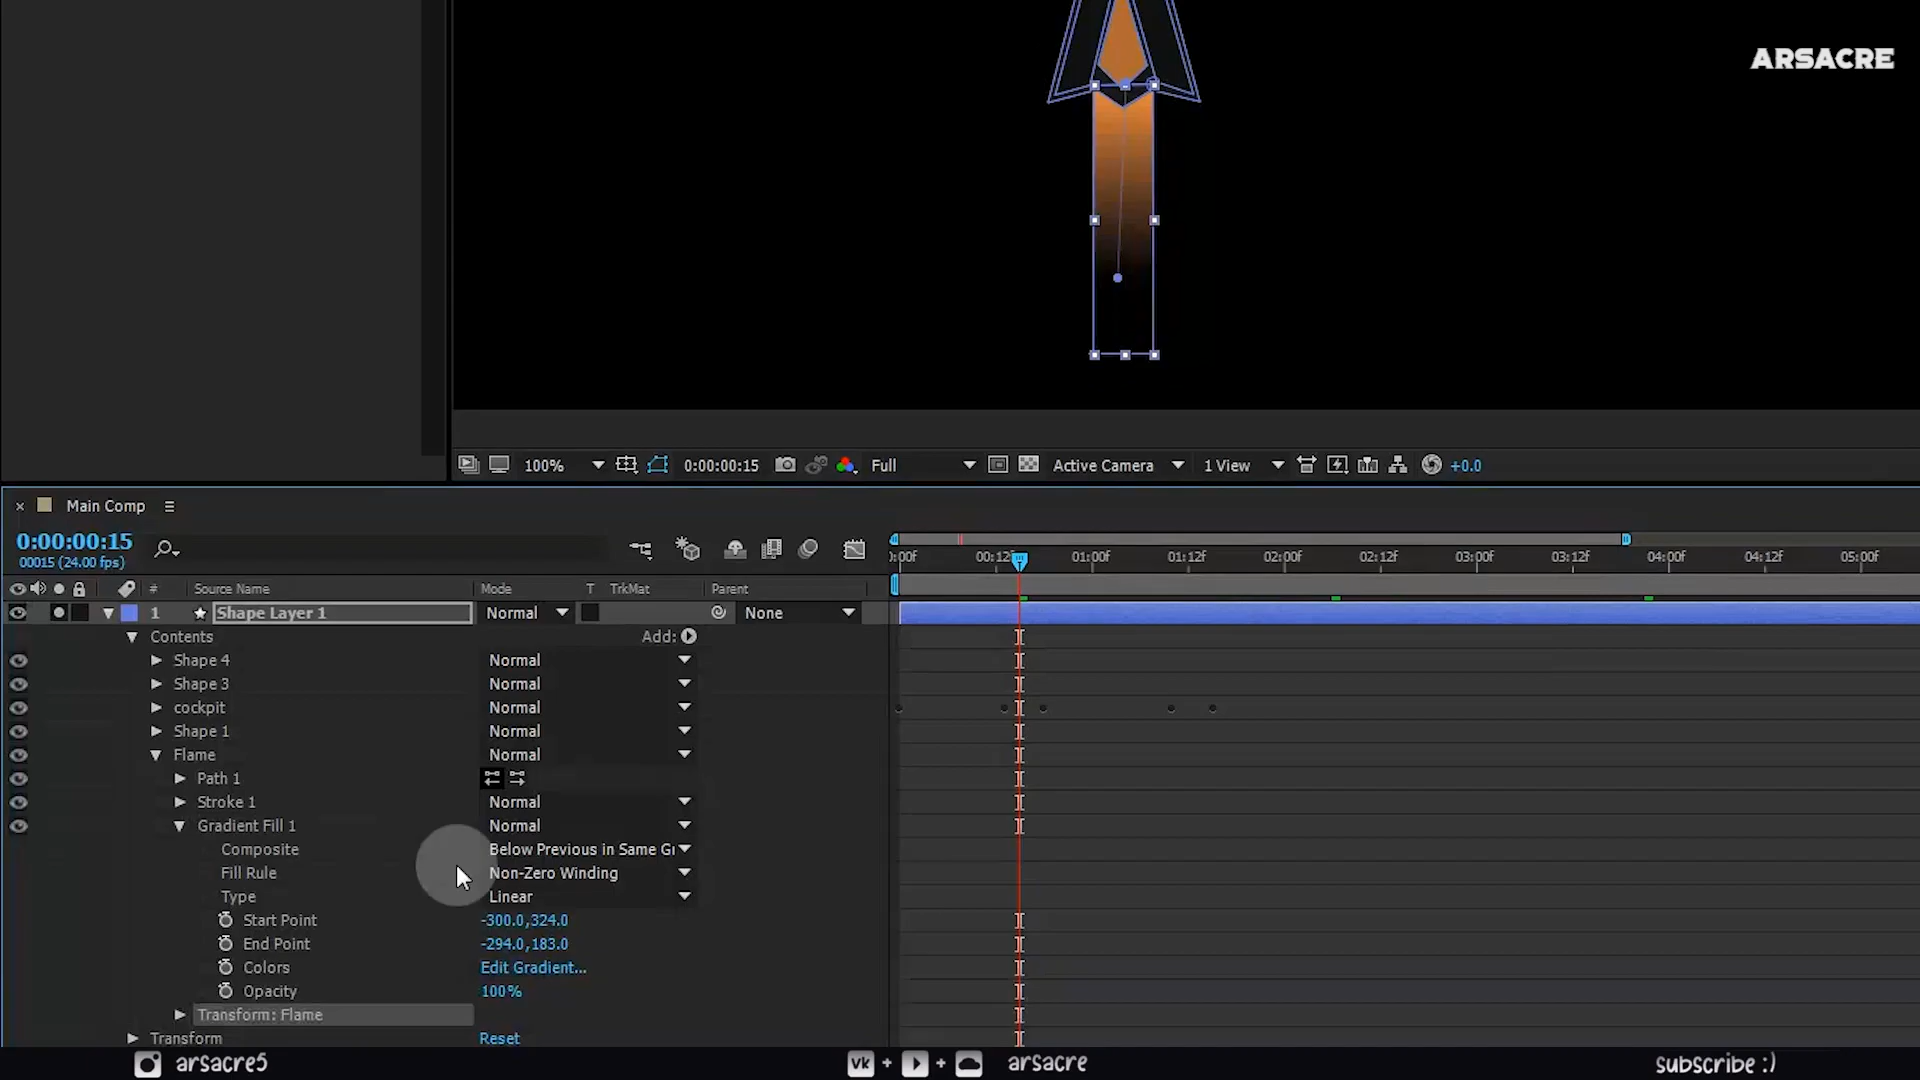 ARSACRE
100%
0:00:00:15
Full
Active Camera
1 View
+0.0
Main Comp
0:00:00:15
00015 (24.00 fps)
:00f
00:12f
01:00f
01:12f
02:00f
02:12f
03:00f
03:12f
04:00f
04:12f
05:00f
#
Source Name
Mode
T
TrkMat
Parent
1
Shape Layer 1
Normal
None
Contents
Add:
Shape 4
Normal
Shape 3
Normal
cockpit
Normal
Shape 1
Normal
Flame
Normal
Path 1
Stroke 1
Normal
Gradient Fill 1
Normal
Composite
Below Previous in Same Gr
Fill Rule
Non-Zero Winding
Type
Linear
Start Point
-300.0,324.0
End Point
-294.0,183.0
Colors
Edit Gradient...
Opacity
100%
Transform: Flame
Transform
Reset
arsacre5
vk + + arsacre
subscribe :)